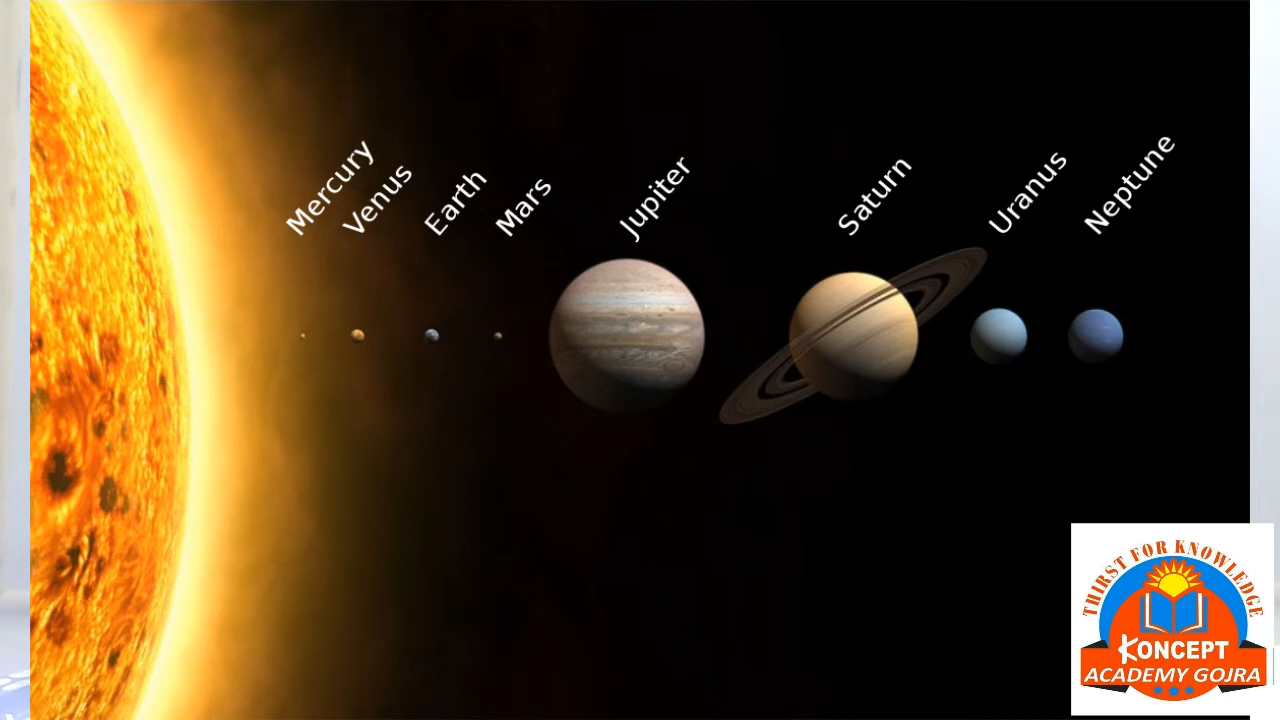 Mercury
Venus
Earth
Mars
Jupiter
Saturn
Uranus
Neptune
THIRST FOR KNOWLEDGE
KONCEPT
ACADEMY GOJRA